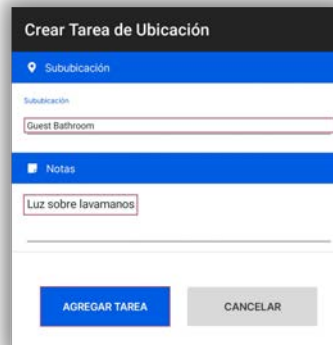 Crear Tarea de Ubicación
Sububicación
Sububicación
Guest Bathroom
Notas
Luz sobre lavamanos
AGREGAR TAREA
CANCELAR